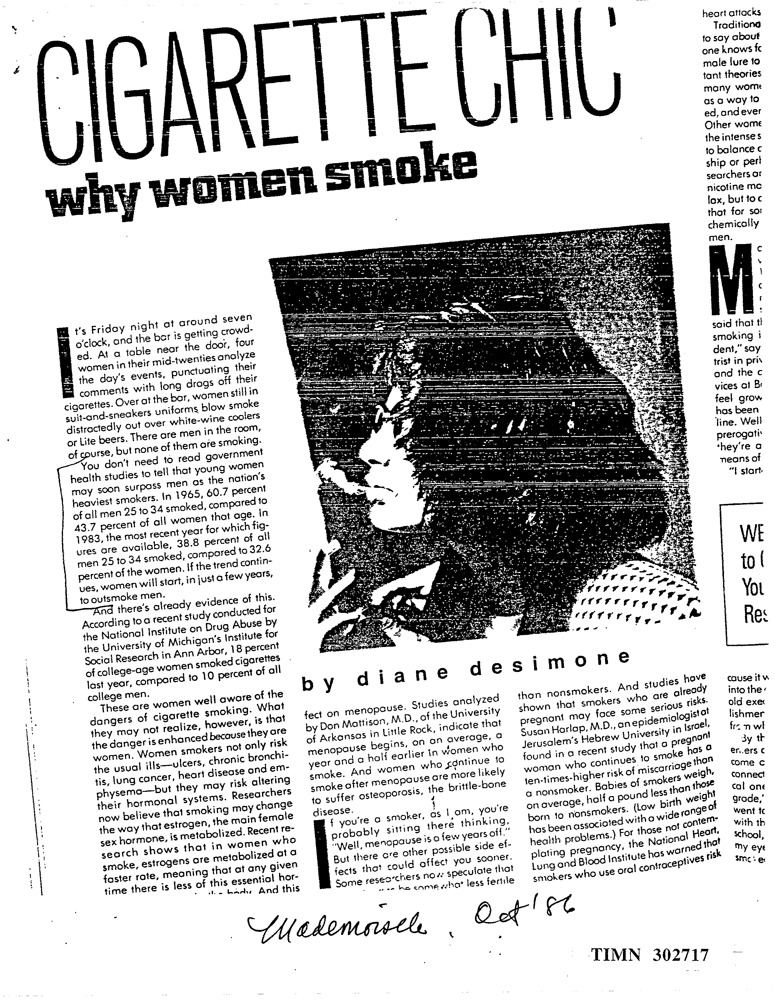 CIGARETTE CHIC
why women smoke
It's Friday night at around seven
o'clock, and the bar is getting crowd-
ed. At a table near the door, four
women in their mid-twenties analyze
the day's events, punctuating their
comments with long drags off their
cigarettes. Over at the bar, women still in
suit-and-sneakers uniforms blow smoke
distractedly out over white-wine coolers
or Lite beers. There are men in the room,
of course, but none of them are smoking.
You don't need to read government
health studies to tell that young women
may soon surpass men as the nation's
heaviest smokers. In 1965, 60.7 percent
of all men 25 to 34 smoked, compared to
43.7 percent of all women that age. In
1983, the most recent year for which fig-
ures are available, 38.8 percent of all
men 25 to 34 smoked, compared to 32.6
percent of the women. If the trend contin-
ues, women will start, in just a few years,
to outsmoke men.
And there's already evidence of this.
According to a recent study conducted for
the National Institute on Drug Abuse by
the University of Michigan's Institute for
Social Research in Ann Arbor, 18 percent
of college-age women smoked cigarettes
last year, compared to 10 percent of all
college men.
These are women well aware of the
dangers of cigarette smoking. What
they may not realize, however, is that
the danger is enhanced because they are
women. Women smokers not only risk
the usual ills—ulcers, chronic bronchi-
tis, lung cancer, heart disease and em-
physema—but they may risk altering
their hormonal systems. Researchers
now believe that smoking may change
the way that estrogen, the main female
sex hormone, is metabolized. Recent re-
search shows that in women who
smoke, estrogens are metabolized at a
faster rate, meaning that at any given
time there is less of this essential hor-
body. And this
by diane desimone
fect on menopause. Studies analyzed
by Don Mattison, M.D., of the University
of Arkansas in Little Rock, indicate that
menopause begins, on an average, a
year and a half earlier in women who
smoke. And women who continue to
smoke after menopause are more likely
to suffer osteoporosis, the brittle-bone
disease.
If you're a smoker, as I am, you're
probably sitting there thinking,
"Well, menopause is a few years off."
But there are other possible side ef-
fects that could affect you sooner.
Some researchers now speculate that
be somewhat less fertile
than nonsmokers. And studies have
shown that smokers who are already
pregnant may face some serious risks.
Susan Harlap, M.D., an epidemiologist at
Jerusalem's Hebrew University in Israel,
found in a recent study that a pregnant
woman who continues to smoke has a
ten-times-higher risk of miscarriage than
a nonsmoker. Babies of smokers weigh,
on average, half a pound less than those
born to nonsmokers. (Low birth weight
has been associated with a wide range of
health problems.) For those not contem-
plating pregnancy, the National Heart,
Lung and Blood Institute has warned that
smokers who use oral contraceptives risk
heart attacks
Traditiona
to say about
one knows fo
male lure to
tant theories
many wome
as a way to
ed, and ever
Other wome
the intense s
to balance c
ship or perh
searchers ar
nicotine ma
lax, but to c
that for so
chemically
men.
M
said that th
smoking i
dent," say
trist in priv
and the c
vices at B
feel grow
has been
line. Well
prerogati
they're a
means of
"I start
WE
to
You
Res
cause it w
into the
old exec
lishmer
By th
come c
connect
cal one
grade,"
went to
with th
school,
my eye
Mademoiselle, Oct '86
TIMN 302717